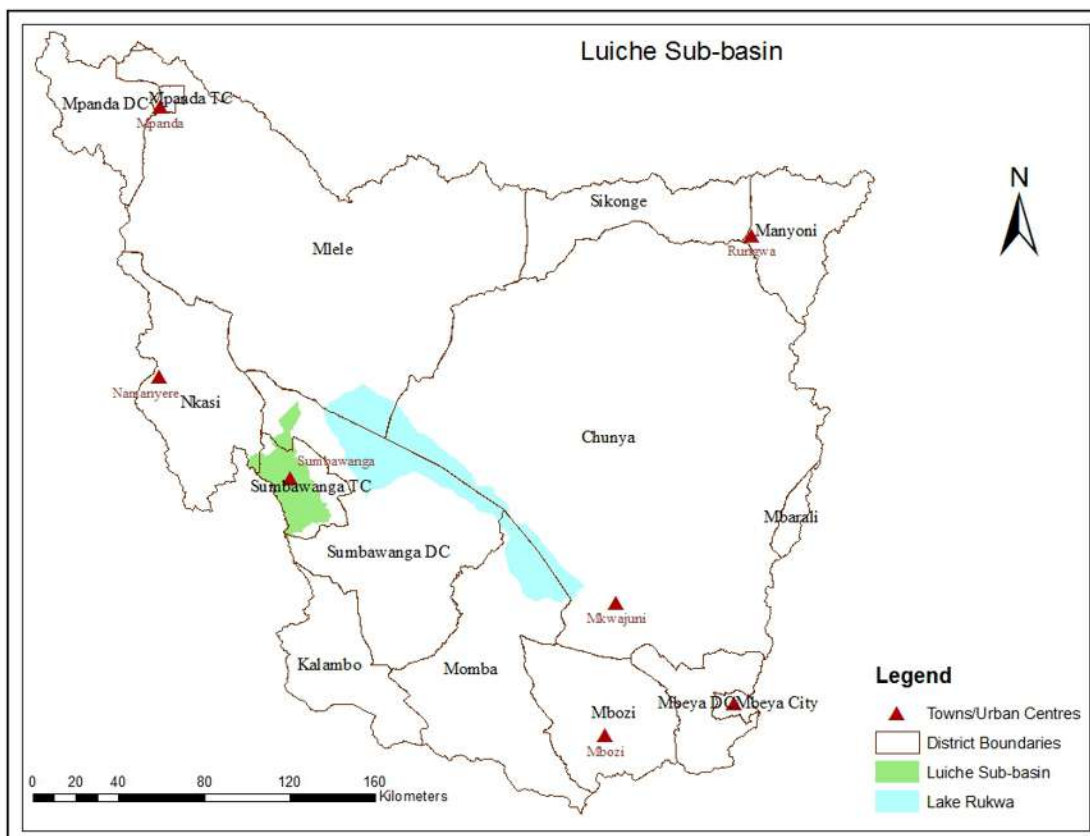 Luiche Sub-basin
Mpanda DC
Mpanda TC
Mpanda
N
Sikonge
Manyoni
Rungwa
Mlele
Namanyere
Nkasi
Chunya
Sumbawanga
Sumbawanga TC
Mbarali
Sumbawanga DC
Mkwajuni
Kalambo
Momba
Mbozi
Mbozi
Mbeya DC
Mbeya City
Legend
Towns/Urban Centres
District Boundaries
Luiche Sub-basin
Lake Rukwa
0 20 40 80 120 160
Kilometers